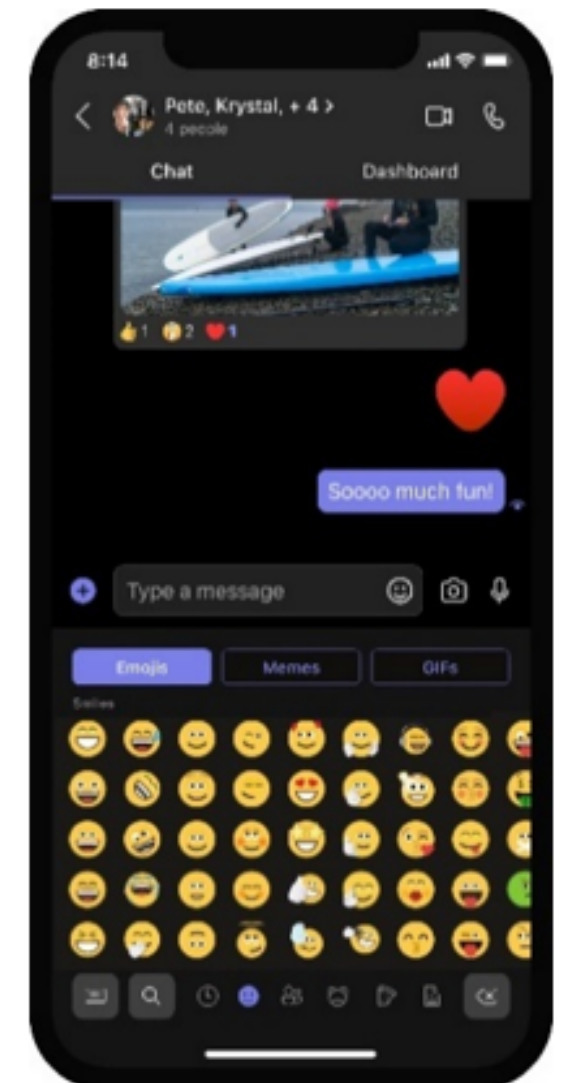 8:14
Pete, Krystal, + 4 >
4 people
Chat
Dashboard
1 2 1
Soooo much fun!
Type a message
Emojis
Memes
GIFs
Smiles